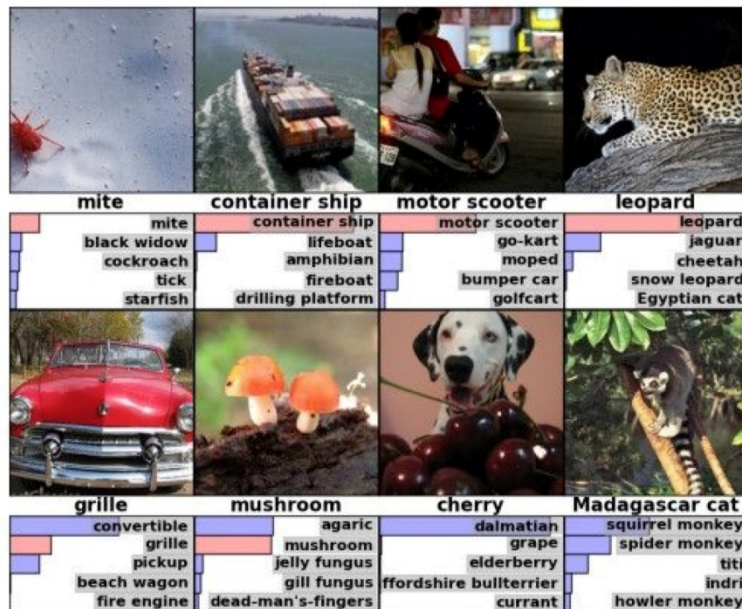 mite container ship motor scooter leopard
mite container ship motor scooter leopard
black widow lifeboat go-kart jaguar
cockroach amphibian moped cheetah
tick fireboat bumper car snow leopard
starfish drilling platform golfcart Egyptian cat
grille mushroom cherry Madagascar cat
convertible agaric dalmatian squirrel monkey
grille mushroom grape spider monkey
pickup jelly fungus elderberry titi
beach wagon gill fungus ffordshire bullterrier indri
fire engine dead-man's-fingers currant howler monkey